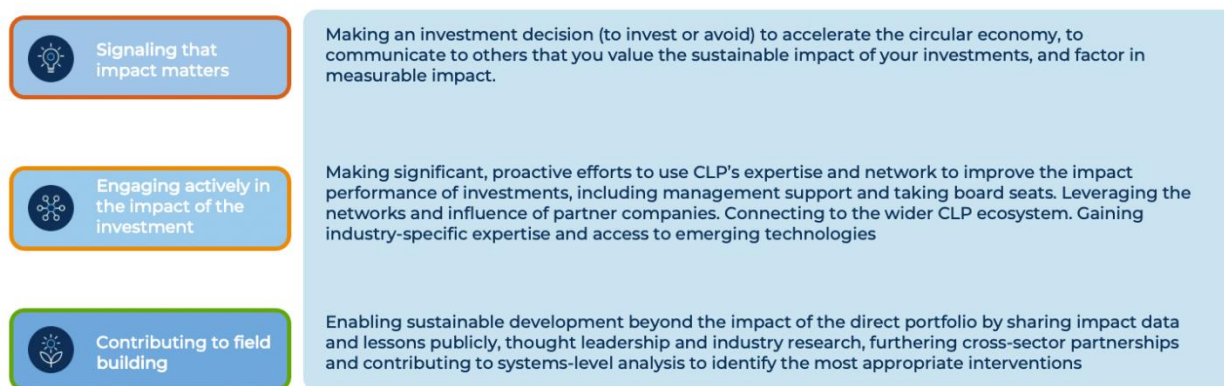 Signaling that
impact matters
Making an investment decision (to invest or avoid) to accelerate the circular economy, to
communicate to others that you value the sustainable impact of your investments, and factor in
measurable impact.
Engaging actively in
the impact of the
investment
Making significant, proactive efforts to use CLP’s expertise and network to improve the impact
performance of investments, including management support and taking board seats. Leveraging the
networks and influence of partner companies. Connecting to the wider CLP ecosystem. Gaining
industry-specific expertise and access to emerging technologies
Contributing to field
building
Enabling sustainable development beyond the impact of the direct portfolio by sharing impact data
and lessons publicly, thought leadership and industry research, furthering cross-sector partnerships
and contributing to systems-level analysis to identify the most appropriate interventions